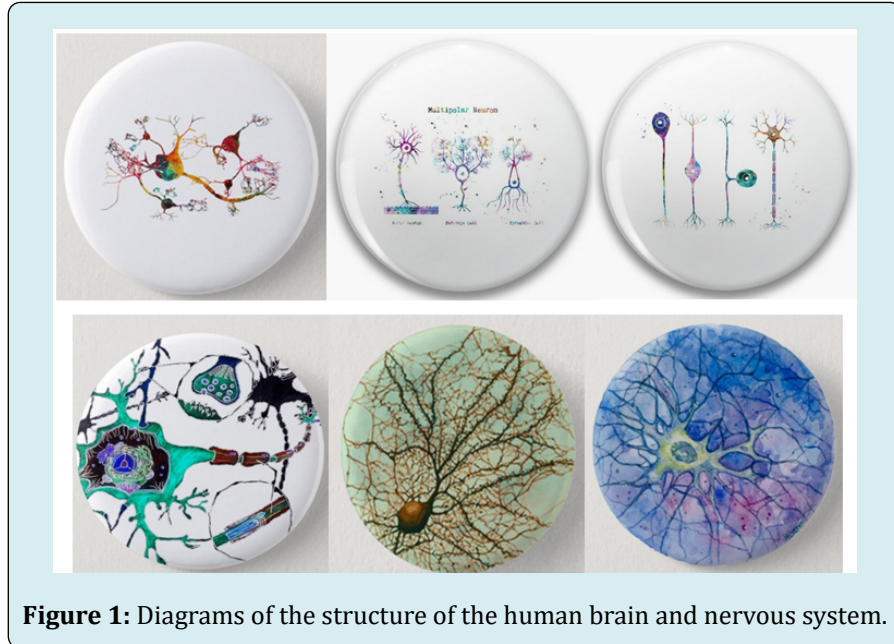 Multipolar Neuron
Figure 1: Diagrams of the structure of the human brain and nervous system.